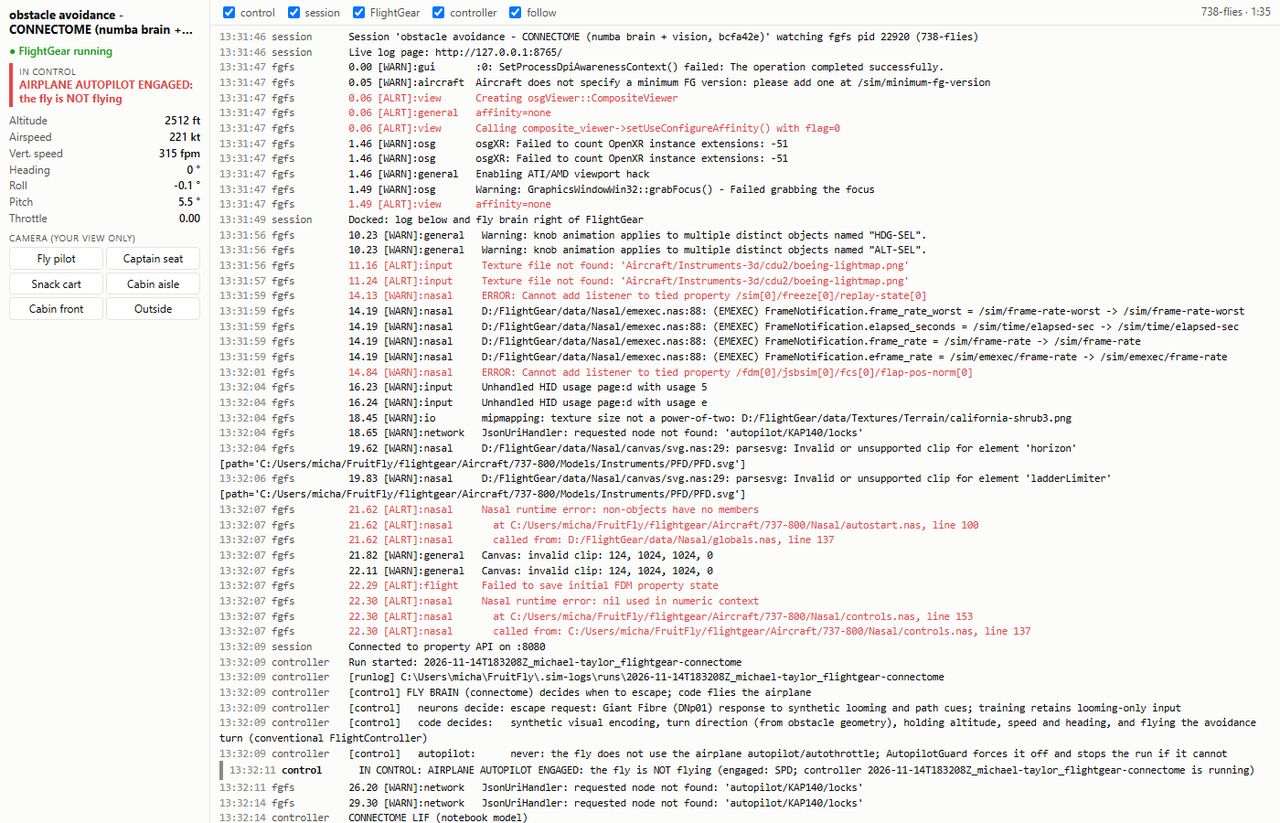 obstacle avoidance -
CONNECTOME (numba brain +...
● FlightGear running
IN CONTROL
AIRPLANE AUTOPILOT ENGAGED:
the fly is NOT flying
Altitude 2512 ft
Airspeed 221 kt
Vert. speed 315 fpm
Heading 0 °
Roll -0.1 °
Pitch 5.5 °
Throttle 0.00
CAMERA (YOUR VIEW ONLY)
Fly pilot Captain seat
Snack cart Cabin aisle
Cabin front Outside
control session FlightGear controller follow 738-flies · 1:35
13:31:46 session Session 'obstacle avoidance - CONNECTOME (numba brain + vision, bcfa42e)' watching fgfs pid 22920 (738-flies)
13:31:46 session Live log page: http://127.0.0.1:8765/
13:31:47 fgfs 0.00 [WARN]:gui :0: SetProcessDpiAwarenessContext() failed: The operation completed successfully.
13:31:47 fgfs 0.05 [WARN]:aircraft Aircraft does not specify a minimum FG version: please add one at /sim/minimum-fg-version
13:31:47 fgfs 0.06 [ALRT]:view Creating osgViewer::CompositeViewer
13:31:47 fgfs 0.06 [ALRT]:general affinity=none
13:31:47 fgfs 0.06 [ALRT]:view Calling composite_viewer->setUseConfigureAffinity() with flag=0
13:31:47 fgfs 1.46 [WARN]:osg osgXR: Failed to count OpenXR instance extensions: -51
13:31:47 fgfs 1.46 [WARN]:osg osgXR: Failed to count OpenXR instance extensions: -51
13:31:47 fgfs 1.46 [WARN]:general Enabling ATI/AMD viewport hack
13:31:47 fgfs 1.49 [WARN]:osg Warning: GraphicsWindowWin32::grabFocus() - Failed grabbing the focus
13:31:47 fgfs 1.49 [ALRT]:view affinity=none
13:31:49 session Docked: log below and fly brain right of FlightGear
13:31:56 fgfs 10.23 [WARN]:general Warning: knob animation applies to multiple distinct objects named "HDG-SEL".
13:31:56 fgfs 10.23 [WARN]:general Warning: knob animation applies to multiple distinct objects named "ALT-SEL".
13:31:56 fgfs 11.16 [ALRT]:input Texture file not found: 'Aircraft/Instruments-3d/cdu2/boeing-lightmap.png'
13:31:57 fgfs 11.24 [ALRT]:input Texture file not found: 'Aircraft/Instruments-3d/cdu2/boeing-lightmap.png'
13:31:59 fgfs 14.13 [WARN]:nasal ERROR: Cannot add listener to tied property /sim[0]/freeze[0]/replay-state[0]
13:31:59 fgfs 14.19 [WARN]:nasal D:/FlightGear/data/Nasal/emexec.nas:88: (EMEXEC) FrameNotification.frame_rate_worst = /sim/frame-rate-worst -> /sim/frame-rate-worst
13:31:59 fgfs 14.19 [WARN]:nasal D:/FlightGear/data/Nasal/emexec.nas:88: (EMEXEC) FrameNotification.elapsed_seconds = /sim/time/elapsed-sec -> /sim/time/elapsed-sec
13:31:59 fgfs 14.19 [WARN]:nasal D:/FlightGear/data/Nasal/emexec.nas:88: (EMEXEC) FrameNotification.frame_rate = /sim/frame-rate -> /sim/frame-rate
13:31:59 fgfs 14.19 [WARN]:nasal D:/FlightGear/data/Nasal/emexec.nas:88: (EMEXEC) FrameNotification.eframe_rate = /sim/emexec/frame-rate -> /sim/emexec/frame-rate
13:32:01 fgfs 14.84 [WARN]:nasal ERROR: Cannot add listener to tied property /fdm[0]/jsbsim[0]/fcs[0]/flap-pos-norm[0]
13:32:04 fgfs 16.23 [WARN]:input Unhandled HID usage page:d with usage 5
13:32:04 fgfs 16.24 [WARN]:input Unhandled HID usage page:d with usage e
13:32:04 fgfs 18.45 [WARN]:io mipmapping: texture size not a power-of-two: D:/FlightGear/data/Textures/Terrain/california-shrub3.png
13:32:04 fgfs 18.65 [WARN]:network JsonUriHandler: requested node not found: 'autopilot/KAP140/locks'
13:32:04 fgfs 19.62 [WARN]:nasal D:/FlightGear/data/Nasal/canvas/svg.nas:29: parsesvg: Invalid or unsupported clip for element 'horizon'
[path='C:/Users/micha/FruitFly/flightgear/Aircraft/737-800/Models/Instruments/PFD/PFD.svg']
13:32:06 fgfs 19.83 [WARN]:nasal D:/FlightGear/data/Nasal/canvas/svg.nas:29: parsesvg: Invalid or unsupported clip for element 'ladderLimiter'
[path='C:/Users/micha/FruitFly/flightgear/Aircraft/737-800/Models/Instruments/PFD/PFD.svg']
13:32:07 fgfs 21.62 [ALRT]:nasal Nasal runtime error: non-objects have no members
13:32:07 fgfs 21.62 [ALRT]:nasal at C:/Users/micha/FruitFly/flightgear/Aircraft/737-800/Nasal/autostart.nas, line 100
13:32:07 fgfs 21.62 [ALRT]:nasal called from: D:/FlightGear/data/Nasal/globals.nas, line 137
13:32:07 fgfs 21.82 [WARN]:general Canvas: invalid clip: 124, 1024, 1024, 0
13:32:07 fgfs 22.11 [WARN]:general Canvas: invalid clip: 124, 1024, 1024, 0
13:32:07 fgfs 22.29 [ALRT]:flight Failed to save initial FDM property state
13:32:07 fgfs 22.30 [ALRT]:nasal Nasal runtime error: nil used in numeric context
13:32:07 fgfs 22.30 [ALRT]:nasal at C:/Users/micha/FruitFly/flightgear/Aircraft/737-800/Nasal/controls.nas, line 153
13:32:07 fgfs 22.30 [ALRT]:nasal called from: C:/Users/micha/FruitFly/flightgear/Aircraft/737-800/Nasal/controls.nas, line 137
13:32:09 session Connected to property API on :8080
13:32:09 controller Run started: 2026-11-14T183208Z_michael-taylor_flightgear-connectome
13:32:09 controller [runlog] C:\Users\micha\FruitFly\.sim-logs\runs\2026-11-14T183208Z_michael-taylor_flightgear-connectome
13:32:09 controller [control] FLY BRAIN (connectome) decides when to escape; code flies the airplane
13:32:09 controller [control] neurons decide: escape request: Giant Fibre (DNp01) response to synthetic looming and path cues; training retains looming-only input
13:32:09 controller [control] code decides: synthetic visual encoding, turn direction (from obstacle geometry), holding altitude, speed and heading, and flying the avoidance
turn (conventional FlightController)
13:32:09 controller [control] autopilot: never: the fly does not use the airplane autopilot/autothrottle; AutopilotGuard forces it off and stops the run if it cannot
13:32:11 control IN CONTROL: AIRPLANE AUTOPILOT ENGAGED: the fly is NOT flying (engaged: SPD; controller 2026-11-14T183208Z_michael-taylor_flightgear-connectome is running)
13:32:11 fgfs 26.20 [WARN]:network JsonUriHandler: requested node not found: 'autopilot/KAP140/locks'
13:32:14 fgfs 29.30 [WARN]:network JsonUriHandler: requested node not found: 'autopilot/KAP140/locks'
13:32:14 controller CONNECTOME LIF (notebook model)